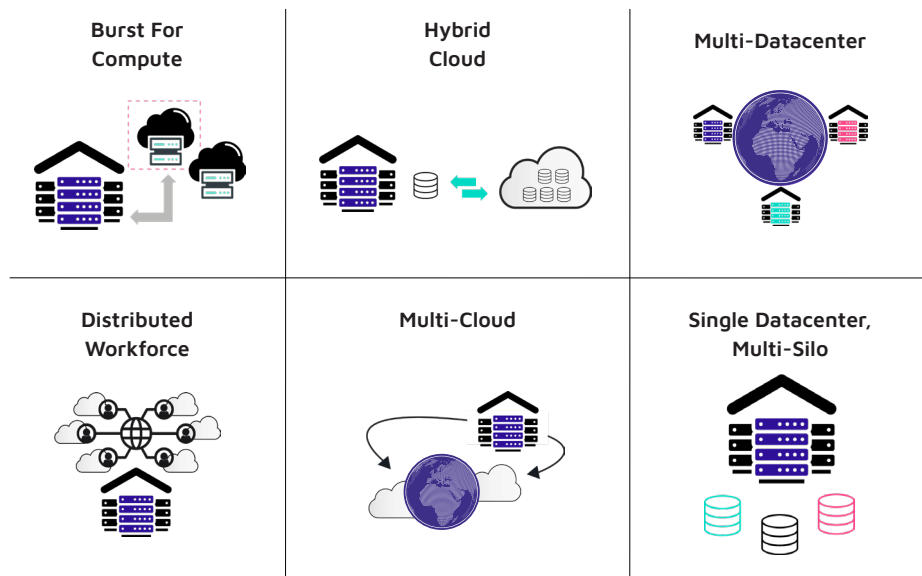 Burst For
Compute
Hybrid
Cloud
Multi-Datacenter
Distributed
Workforce
Multi-Cloud
Single Datacenter,
Multi-Silo